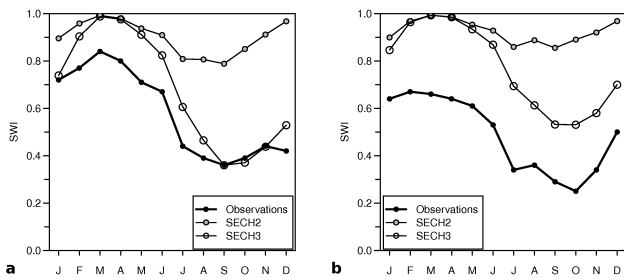 1.0
0.8
0.6
0.4
0.2
0.0
SWI
Observations
SECH2
SECH3
J F M A M J J A S O N D
a
1.0
0.8
0.6
0.4
0.2
0.0
SWI
Observations
SECH2
SECH3
J F M A M J J A S O N D
b